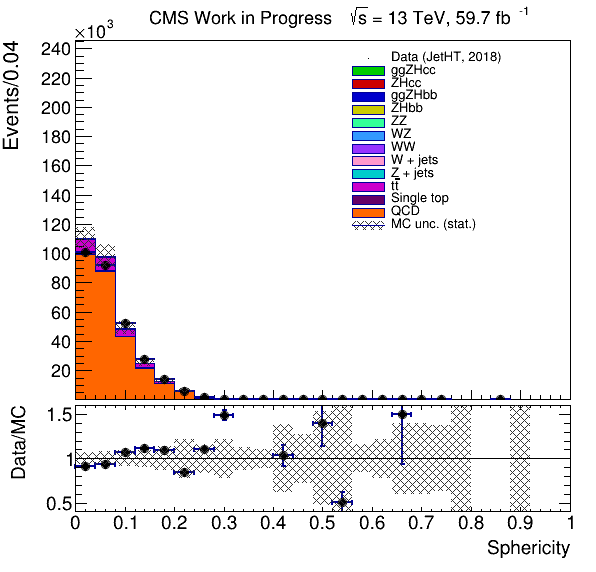 CMS Work in Progress √s = 13 TeV, 59.7 fb⁻¹
×10³
Events/0.04
240
220
200
180
160
140
120
100
80
60
40
20
Data (JetHT, 2018)
ggZHcc
ZHcc
ggZHbb
ZHbb
ZZ
WZ
WW
W + jets
Z + jets
tt̅
Single top
QCD
MC unc. (stat.)
Data/MC
1.5
1
0.5
0 0.1 0.2 0.3 0.4 0.5 0.6 0.7 0.8 0.9 1
Sphericity